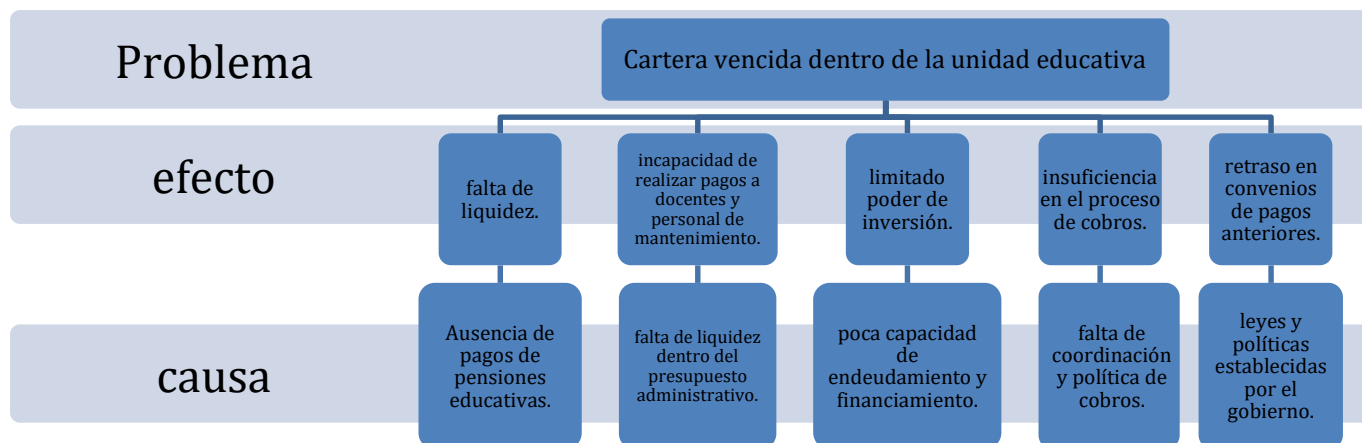 Problema
Cartera vencida dentro de la unidad educativa
efecto
falta de
liquidez.
incapacidad de
realizar pagos a
docentes y
personal de
mantenimiento.
limitado
poder de
inversión.
insuficiencia
en el proceso
de cobros.
retraso en
convenios
de pagos
anteriores.
causa
Ausencia de
pagos de
pensiones
educativas.
falta de liquidez
dentro del
presupuesto
administrativo.
poca capacidad
de
endeudamiento y
financiamiento.
falta de
coordinación
y política de
cobros.
leyes y
políticas
establecidas
por el
gobierno.